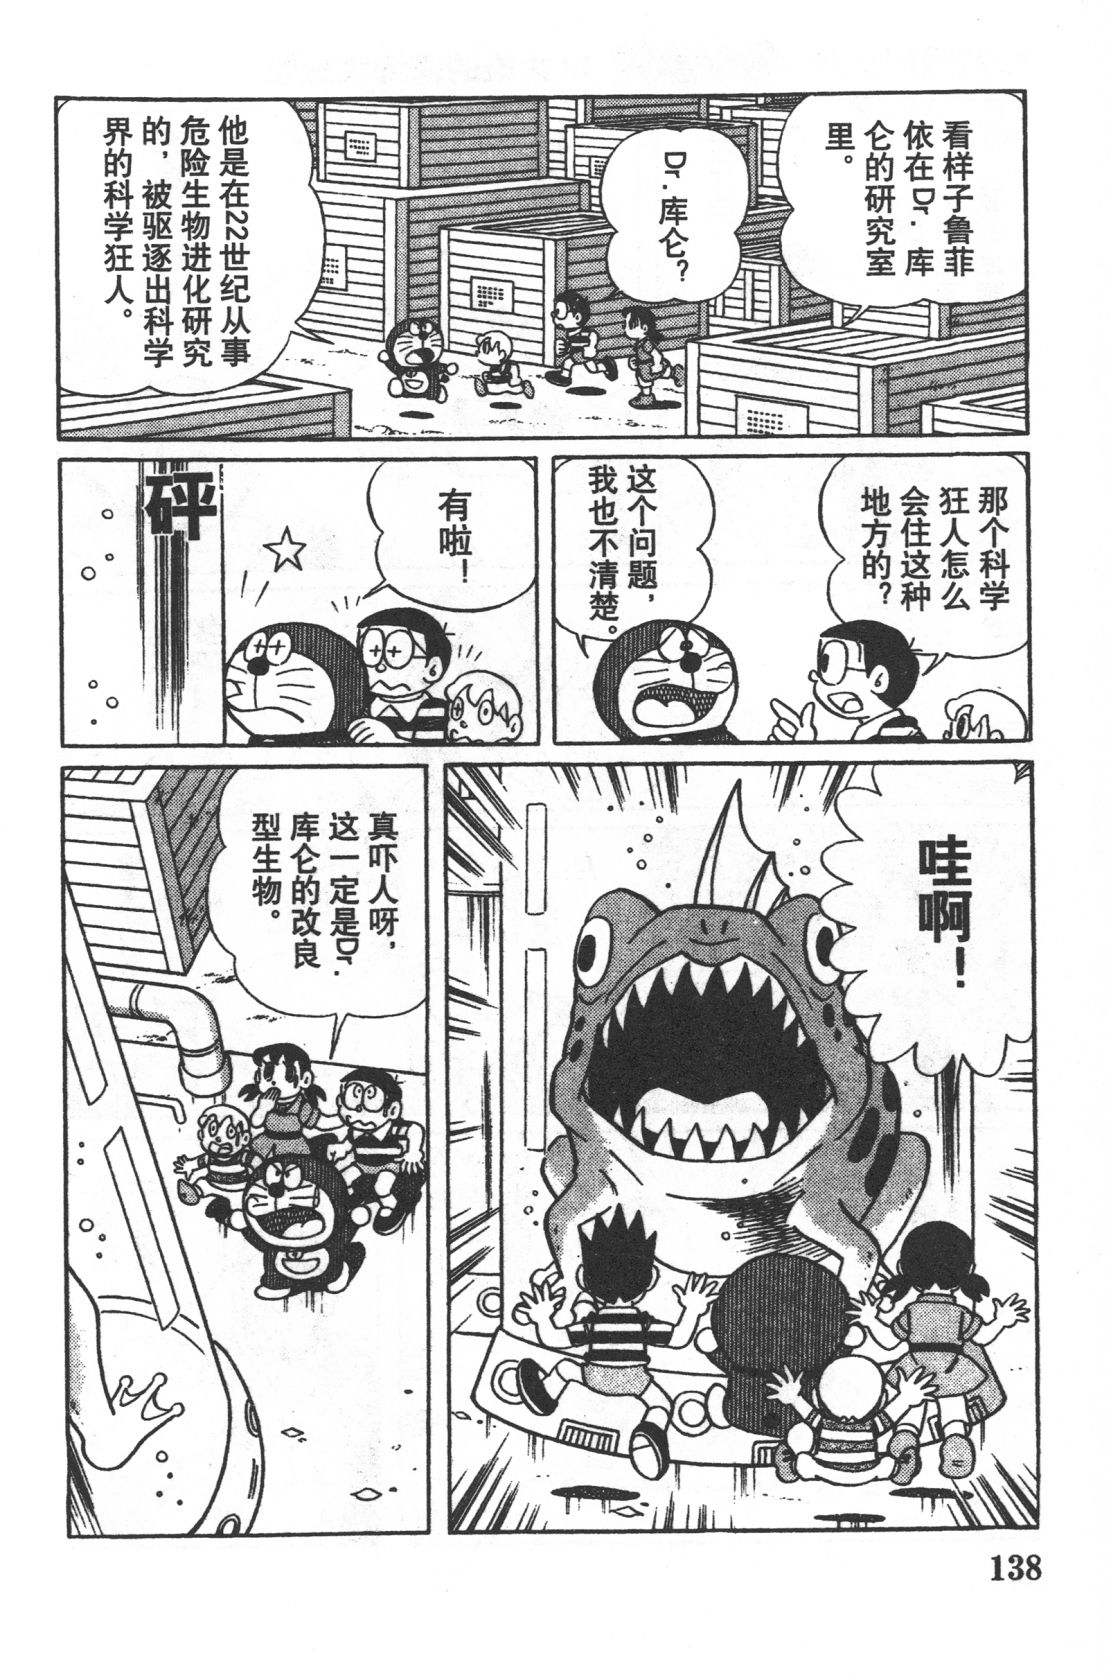 看样子鲁菲
依在Dr.库
仑的研究室
里。
Dr.库仑？
他是在22世纪从事
危险生物进化研究
的，被驱逐出科学
界的科学狂人。
那个科学
狂人怎么
会住这种
地方的？
这个问题，
我也不清楚。
有啦！
砰
哇啊！
真吓人呀，
这一定是Dr.
库仑的改良
型生物。
138